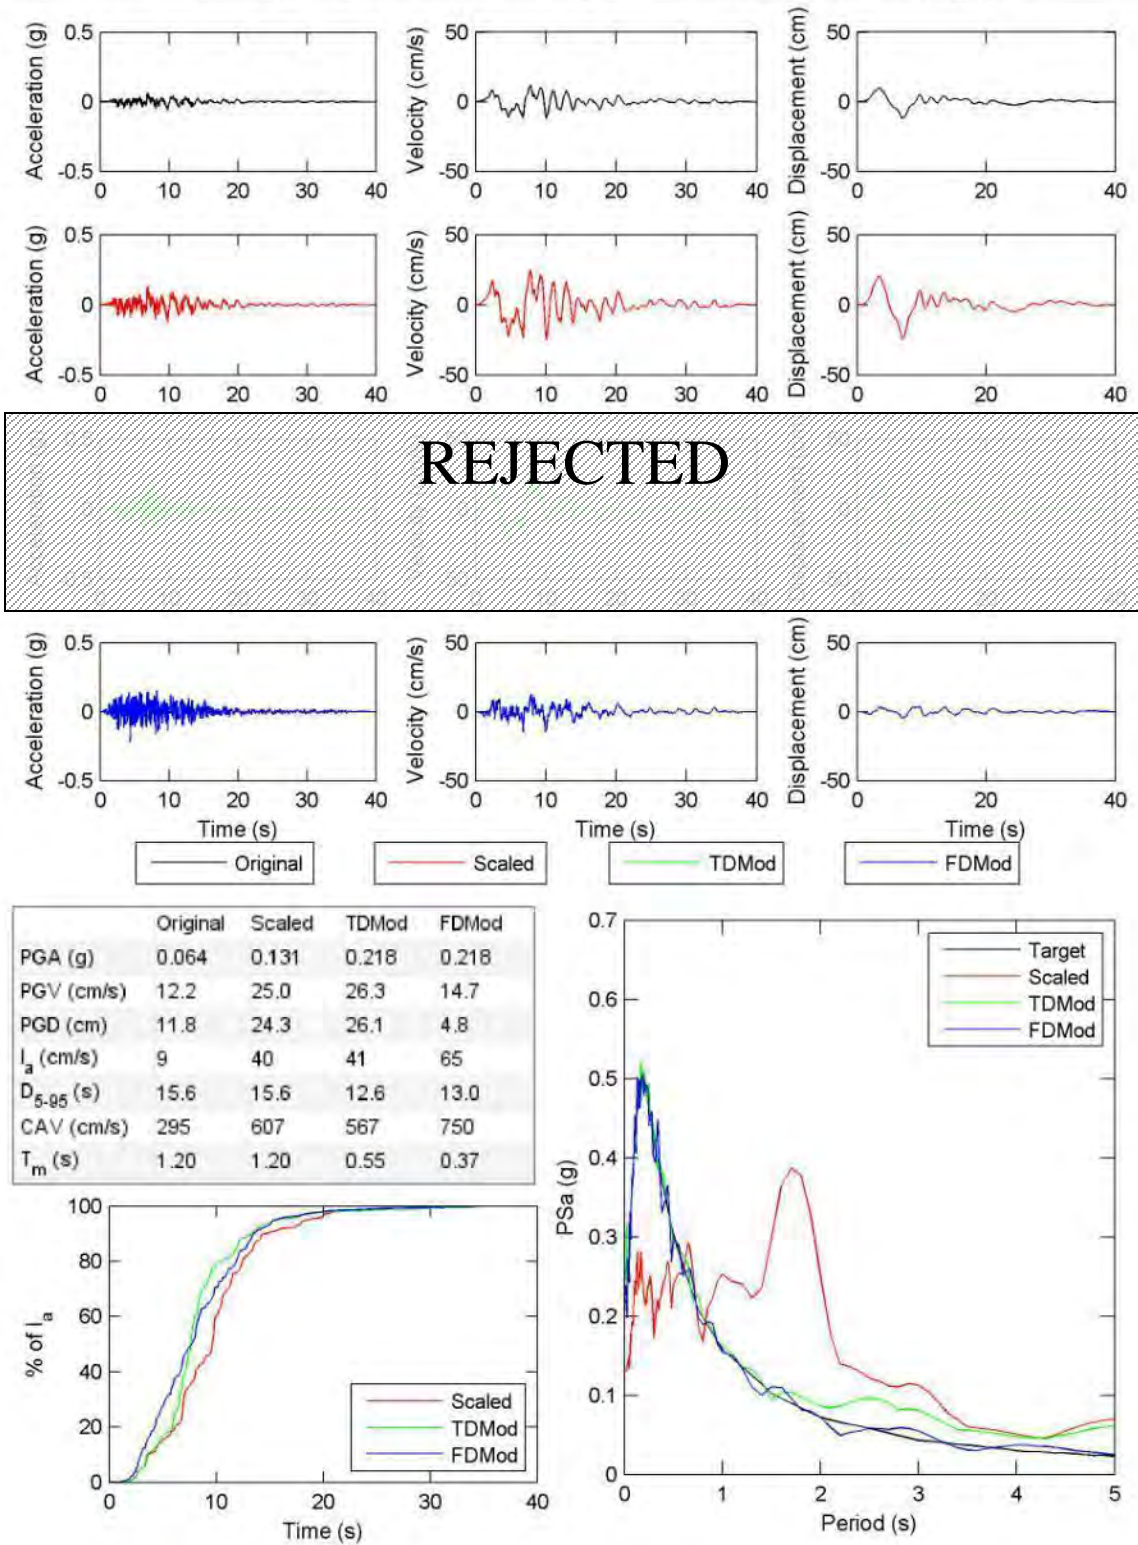 Acceleration (g)
0.5
0
-0.5
0 10 20 30 40
Velocity (cm/s)
50
0
-50
0 10 20 30 40
Displacement (cm)
50
0
-50
0 20 40
Acceleration (g)
0.5
0
-0.5
0 10 20 30 40
Velocity (cm/s)
50
0
-50
0 10 20 30 40
Displacement (cm)
50
0
-50
0 20 40
REJECTED
Acceleration (g)
0.5
0
-0.5
0 10 20 30 40
Time (s)
Velocity (cm/s)
50
0
-50
0 10 20 30 40
Time (s)
Displacement (cm)
50
0
-50
0 20 40
Time (s)
Original Scaled TDMod FDMod
Original Scaled TDMod FDMod
PGA (g) 0.064 0.131 0.218 0.218
PGV (cm/s) 12.2 25.0 26.3 14.7
PGD (cm) 11.8 24.3 26.1 4.8
Ia (cm/s) 9 40 41 65
D5-95 (s) 15.6 15.6 12.6 13.0
CAV (cm/s) 295 607 567 750
Tm (s) 1.20 1.20 0.55 0.37
% of Ia
100
80
60
40
20
0
0 10 20 30 40
Time (s)
Scaled
TDMod
FDMod
PSa (g)
0.7
0.6
0.5
0.4
0.3
0.2
0.1
0
0 1 2 3 4 5
Period (s)
Target
Scaled
TDMod
FDMod